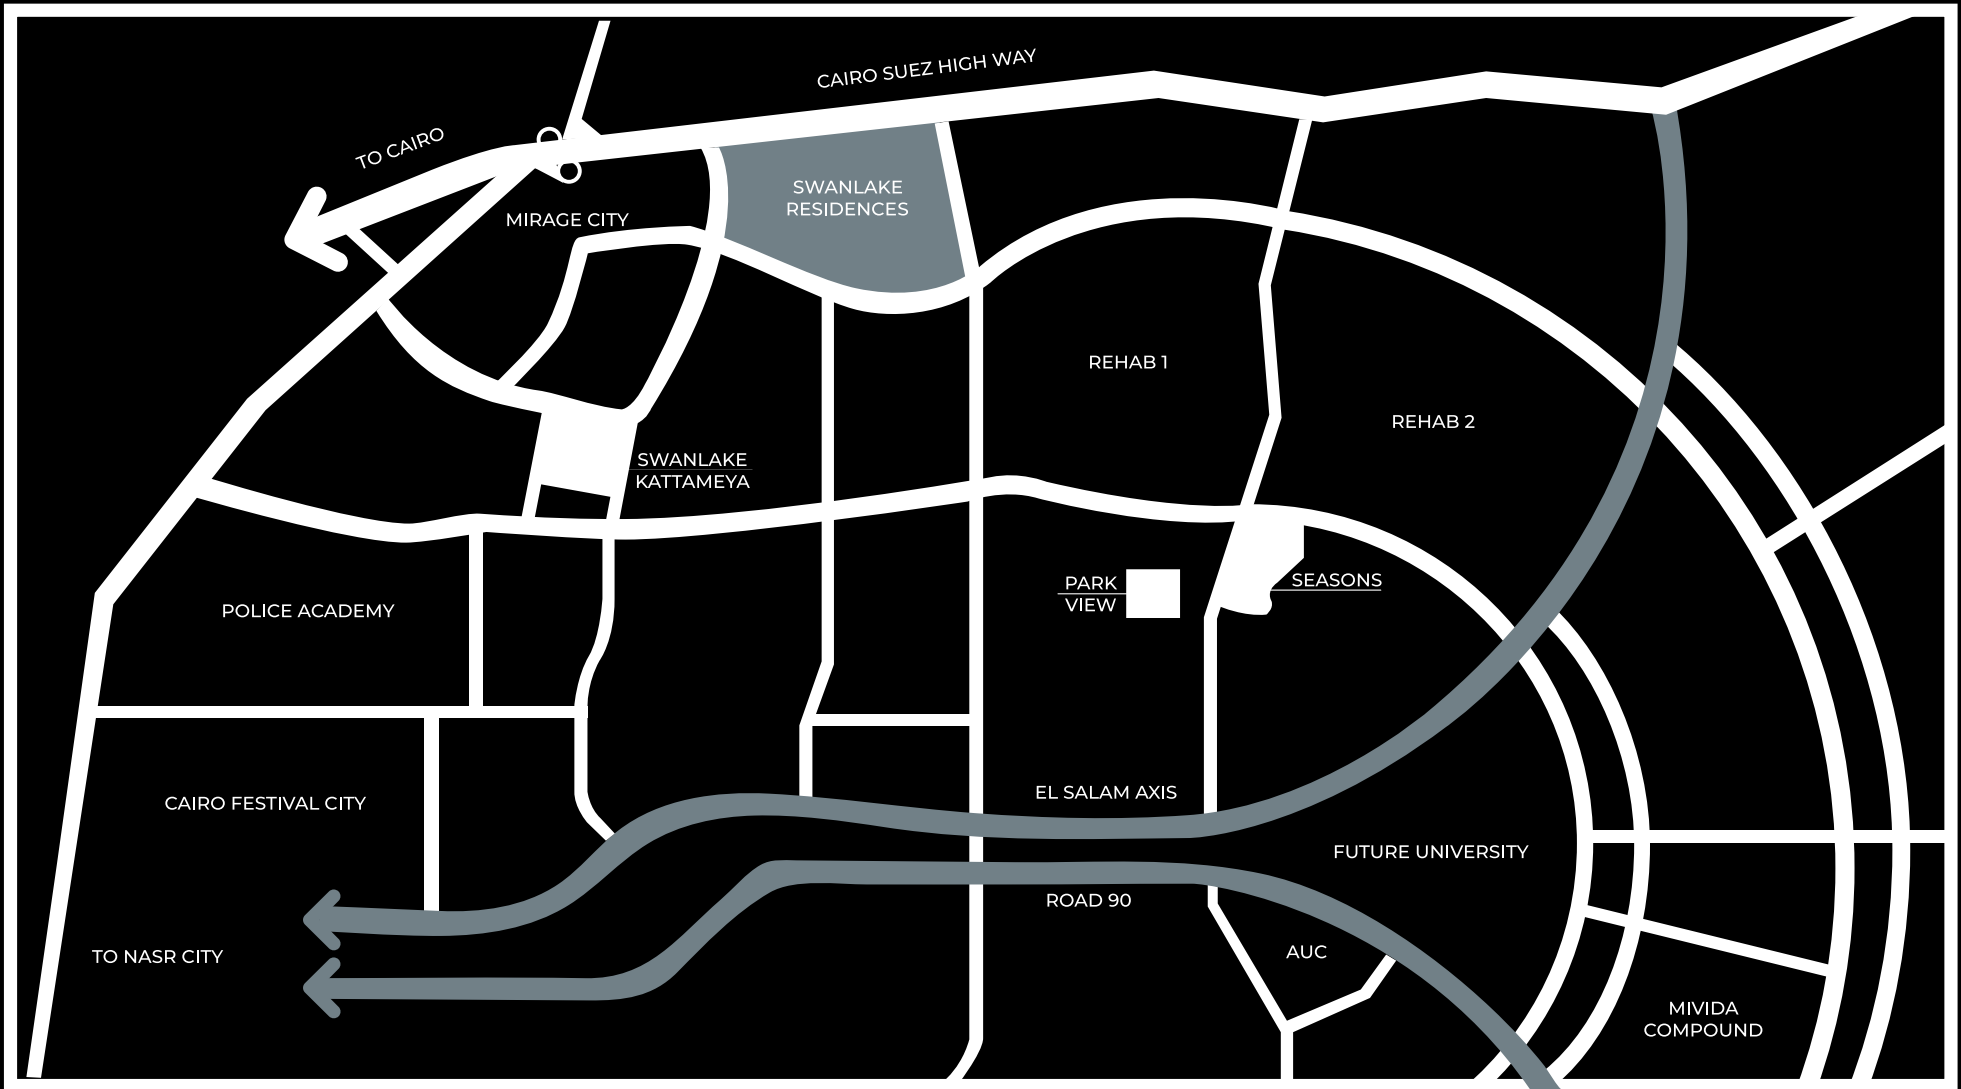 CAIRO SUEZ HIGH WAY
TO CAIRO
SWANLAKE
RESIDENCES
MIRAGE CITY
REHAB 1
REHAB 2
SWANLAKE
KATTAMEYA
PARK
VIEW
SEASONS
POLICE ACADEMY
EL SALAM AXIS
CAIRO FESTIVAL CITY
FUTURE UNIVERSITY
ROAD 90
AUC
TO NASR CITY
MIVIDA
COMPOUND